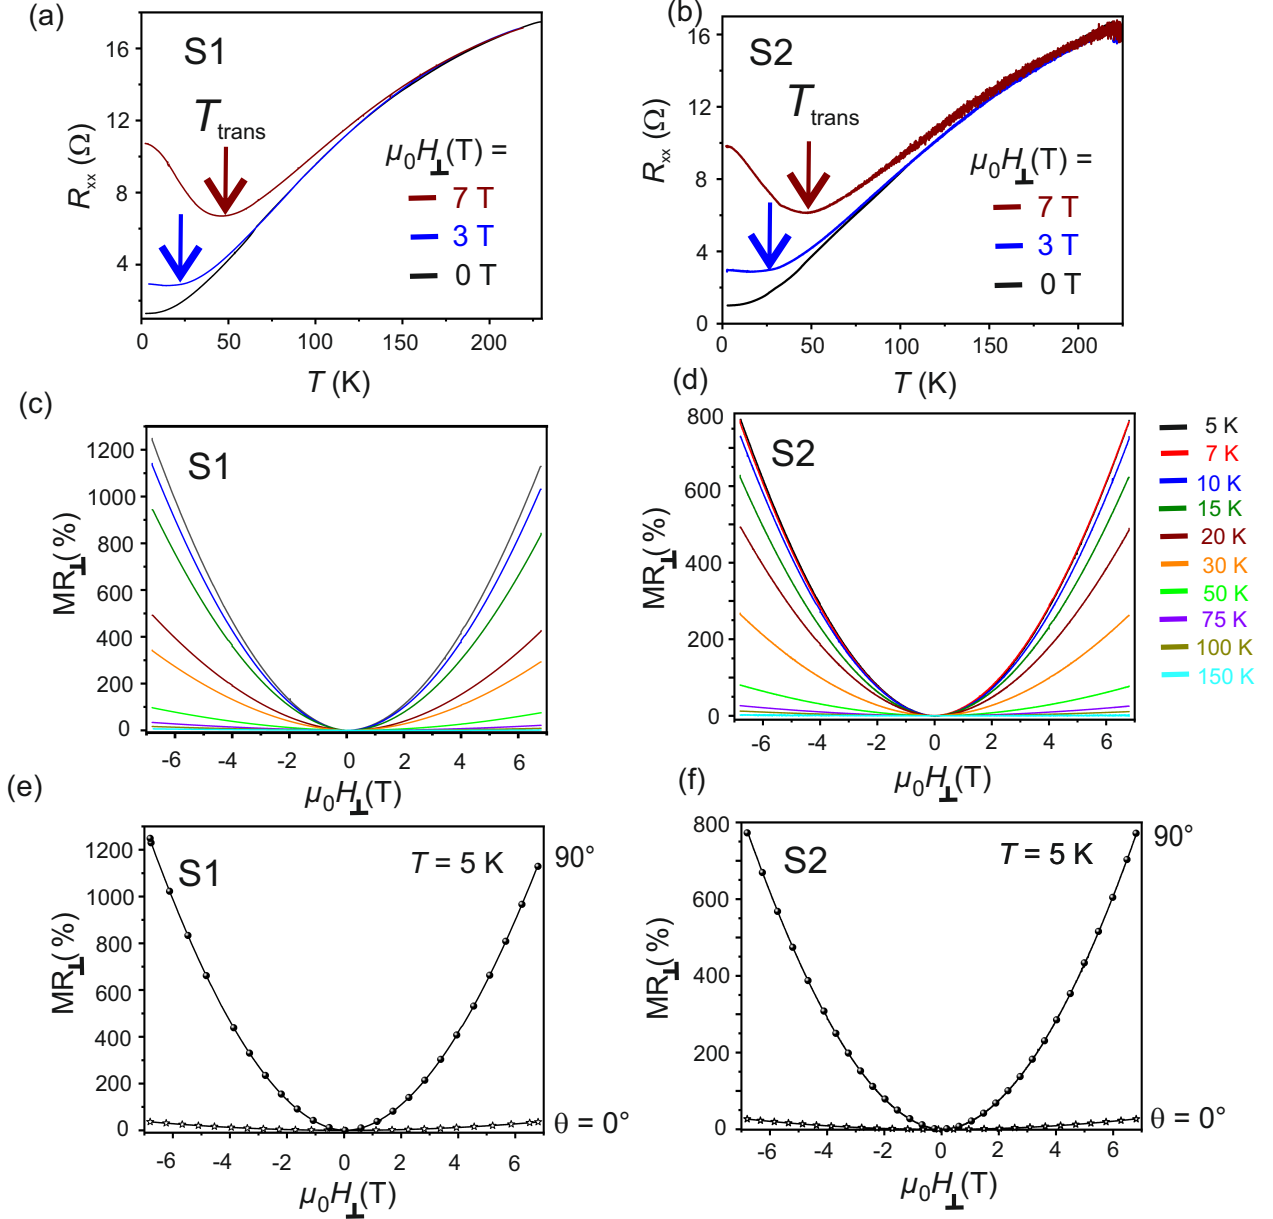 (a)
S1
T_trans
μ₀H⊥(T) =
7 T
3 T
0 T
R_xx (Ω)
16
12
8
4
0
50
100
150
200
T (K)
(b)
S2
T_trans
μ₀H⊥(T) =
7 T
3 T
0 T
R_xx (Ω)
16
12
8
4
0
0
50
100
150
200
T (K)
(c)
S1
MR⊥(%)
1200
1000
800
600
400
200
0
-6
-4
-2
0
2
4
6
μ₀H⊥(T)
(d)
S2
MR⊥(%)
800
600
400
200
0
-6
-4
-2
0
2
4
6
μ₀H⊥(T)
5 K
7 K
10 K
15 K
20 K
30 K
50 K
75 K
100 K
150 K
(e)
S1
T = 5 K
90°
θ = 0°
MR⊥(%)
1200
1000
800
600
400
200
0
-6
-4
-2
0
2
4
6
μ₀H⊥(T)
(f)
S2
T = 5 K
90°
θ = 0°
MR⊥(%)
800
600
400
200
0
-6
-4
-2
0
2
4
6
μ₀H⊥(T)